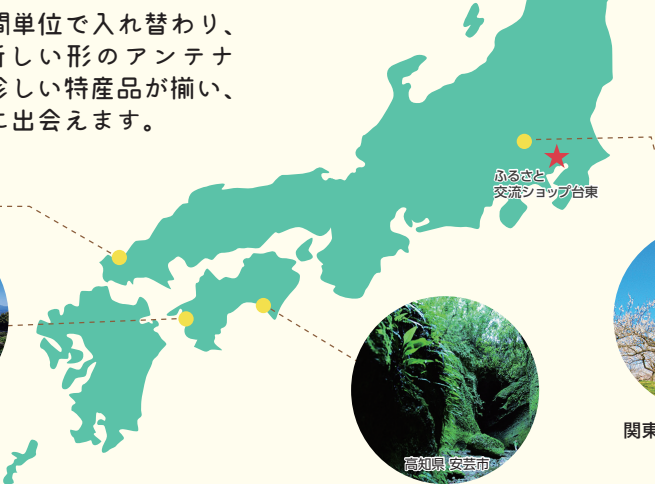 間単位で入れ替わり、
新しい形のアンテナ
珍しい特産品が揃い、
に出会えます。
ふるさと
交流ショップ台東
高知県 安芸市
関東